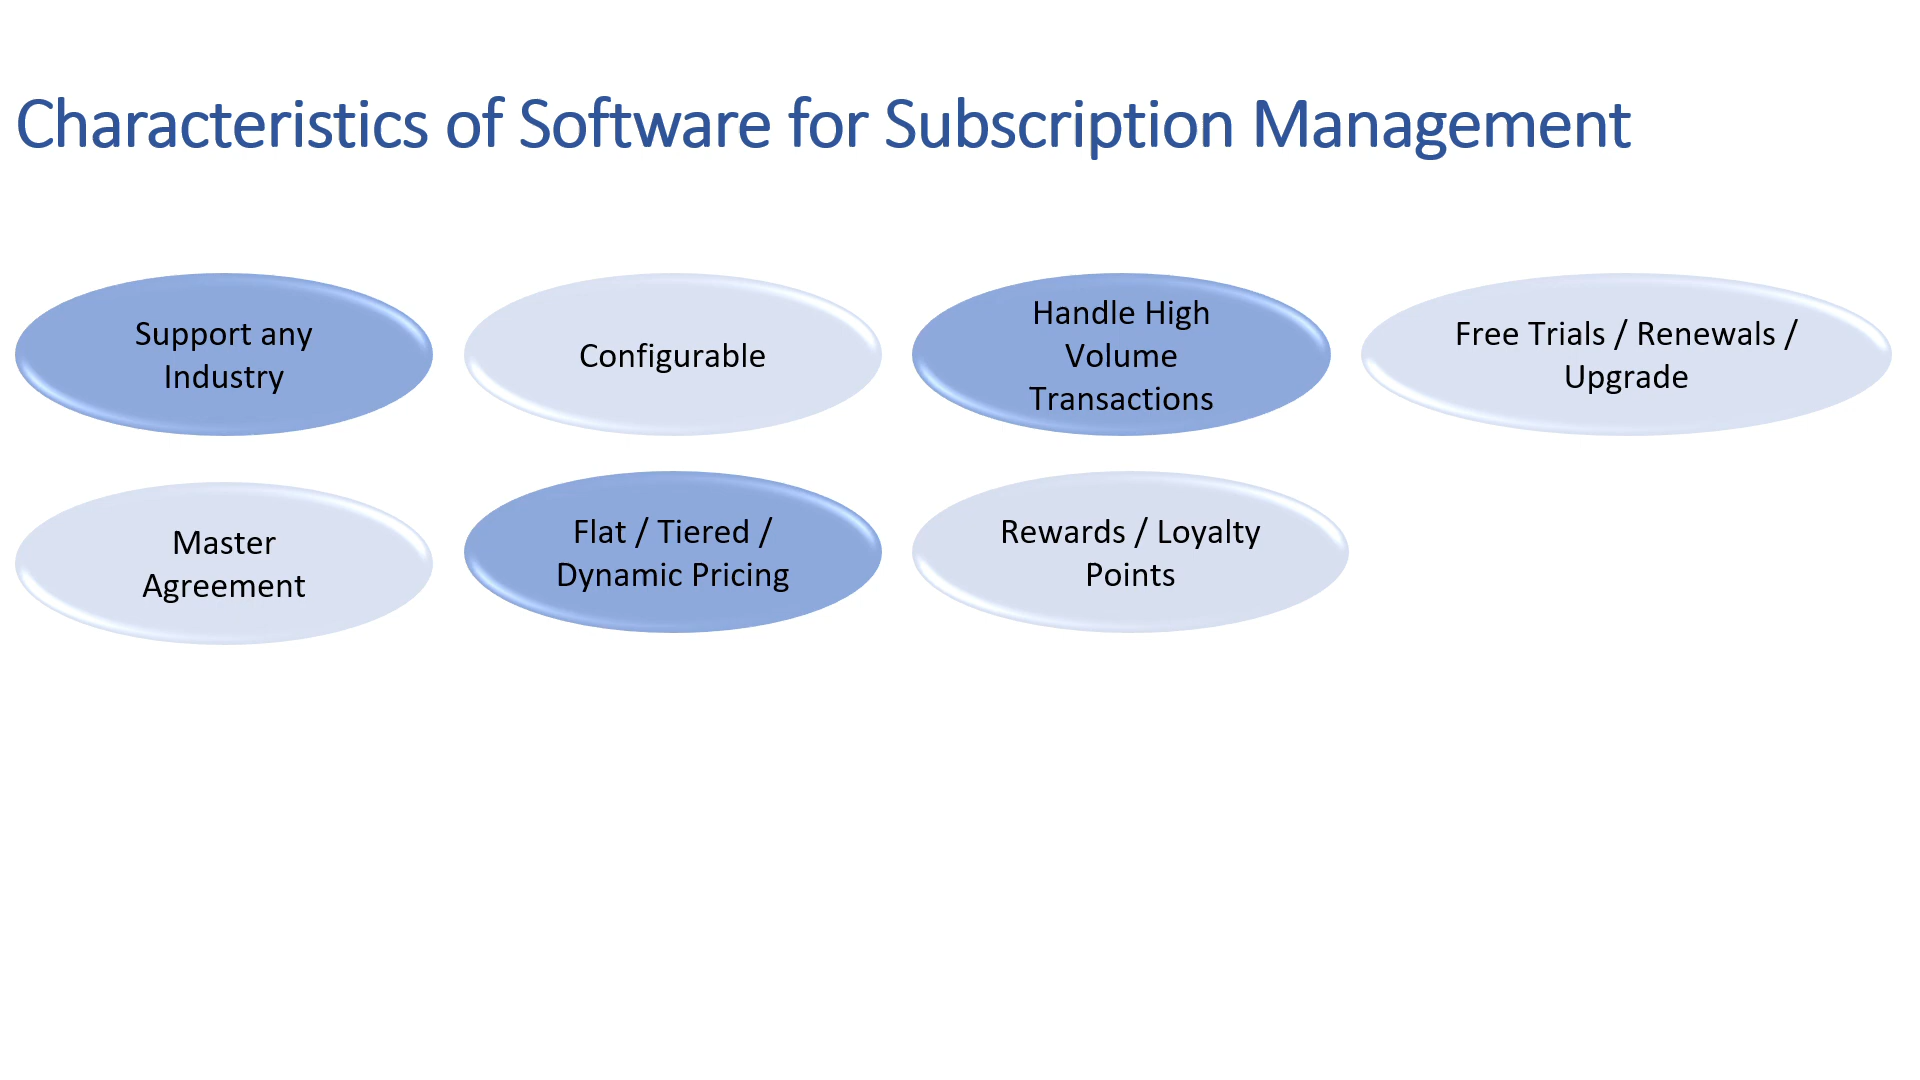 Characteristics of Software for Subscription Management
Support any
Industry
Configurable
Handle High
Volume
Transactions
Free Trials / Renewals /
Upgrade
Master
Agreement
Flat / Tiered /
Dynamic Pricing
Rewards / Loyalty
Points